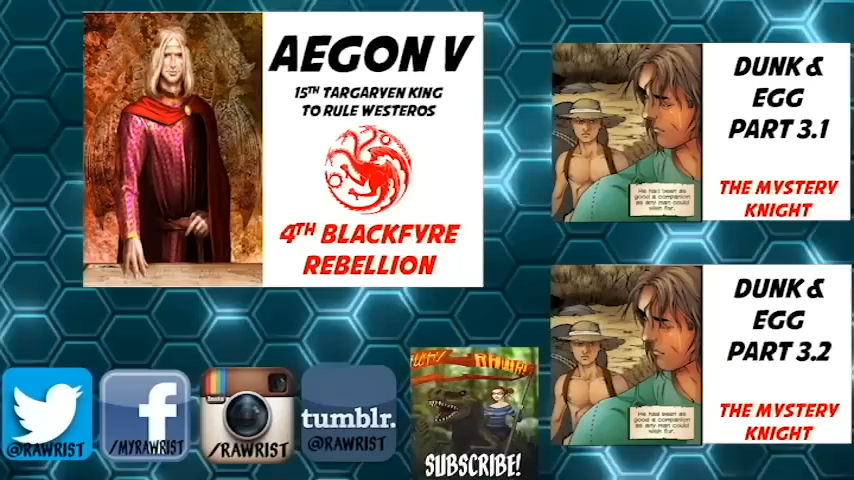 AEGON V
15TH TARGARYEN KING
TO RULE WESTEROS
4TH BLACKFYRE
REBELLION
DUNK &
EGG
PART 3.1
THE MYSTERY
KNIGHT
He had been as
good a companion
as any man could
wish for.
DUNK &
EGG
PART 3.2
THE MYSTERY
KNIGHT
He had been as
good a companion
as any man could
wish for.
@RAWRIST
f
/MYRAWRIST
Insta
/RAWRIST
tumblr.
@RAWRIST
SUBSCRIBE!